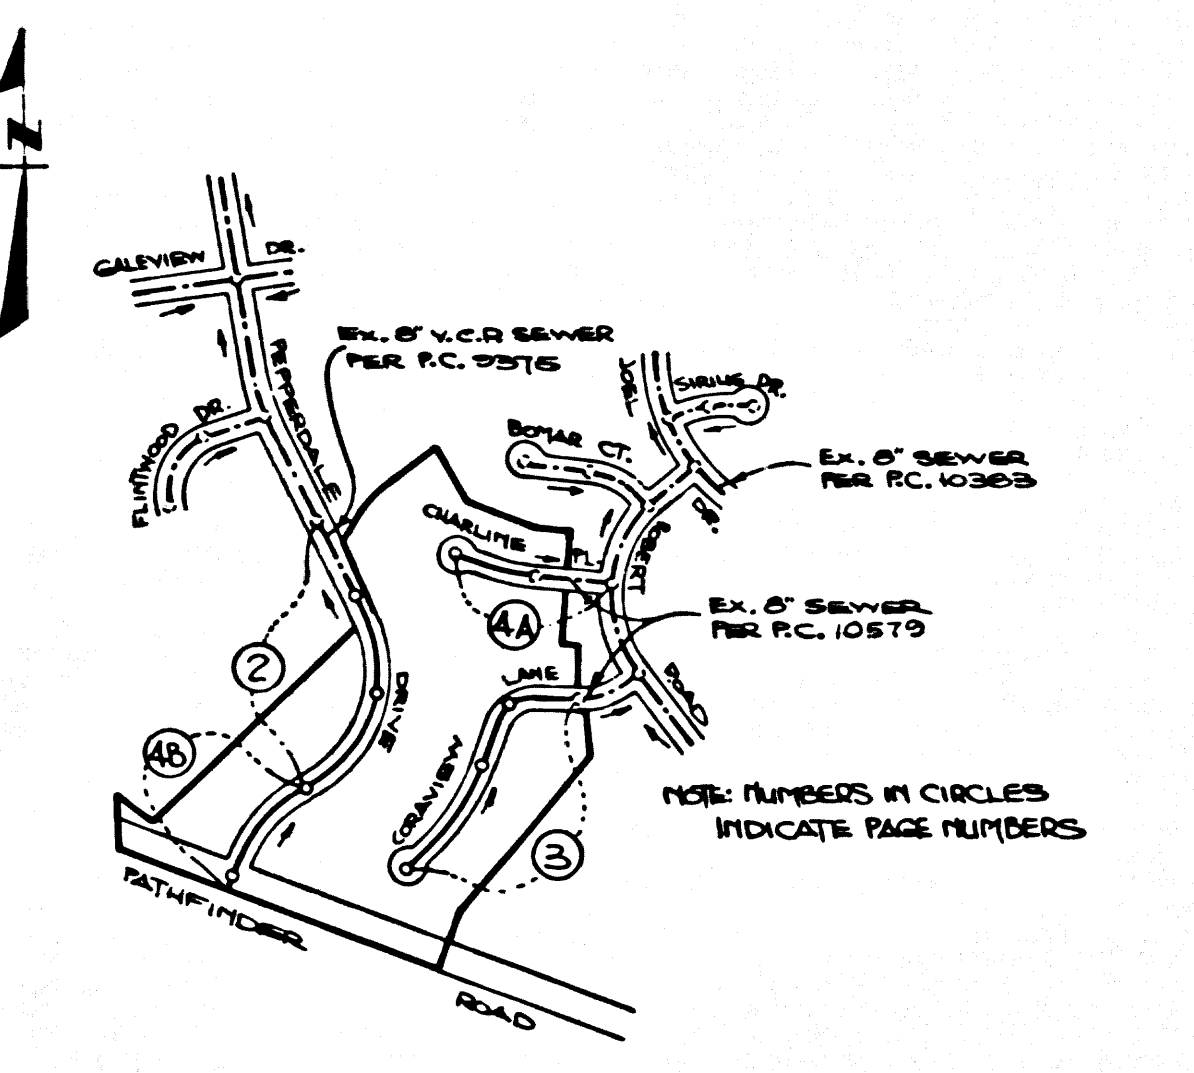 N
GALEVIEW DR.
EX. 8" V.C.P. SEWER
PER P.C. 9375
PEPPERDALE
DRIVE
FLINTWOOD DR.
JOEL
DR.
SIRIUS DR.
BOMAR CT.
EX. 8" SEWER
PER P.C. 10383
CHARLINE PL.
ROBERT
ROAD
4A
EX. 8" SEWER
PER P.C. 10579
2
LANE
CORAVIEW
4B
NOTE: NUMBERS IN CIRCLES
INDICATE PAGE NUMBERS
3
PATHFINDER
ROAD